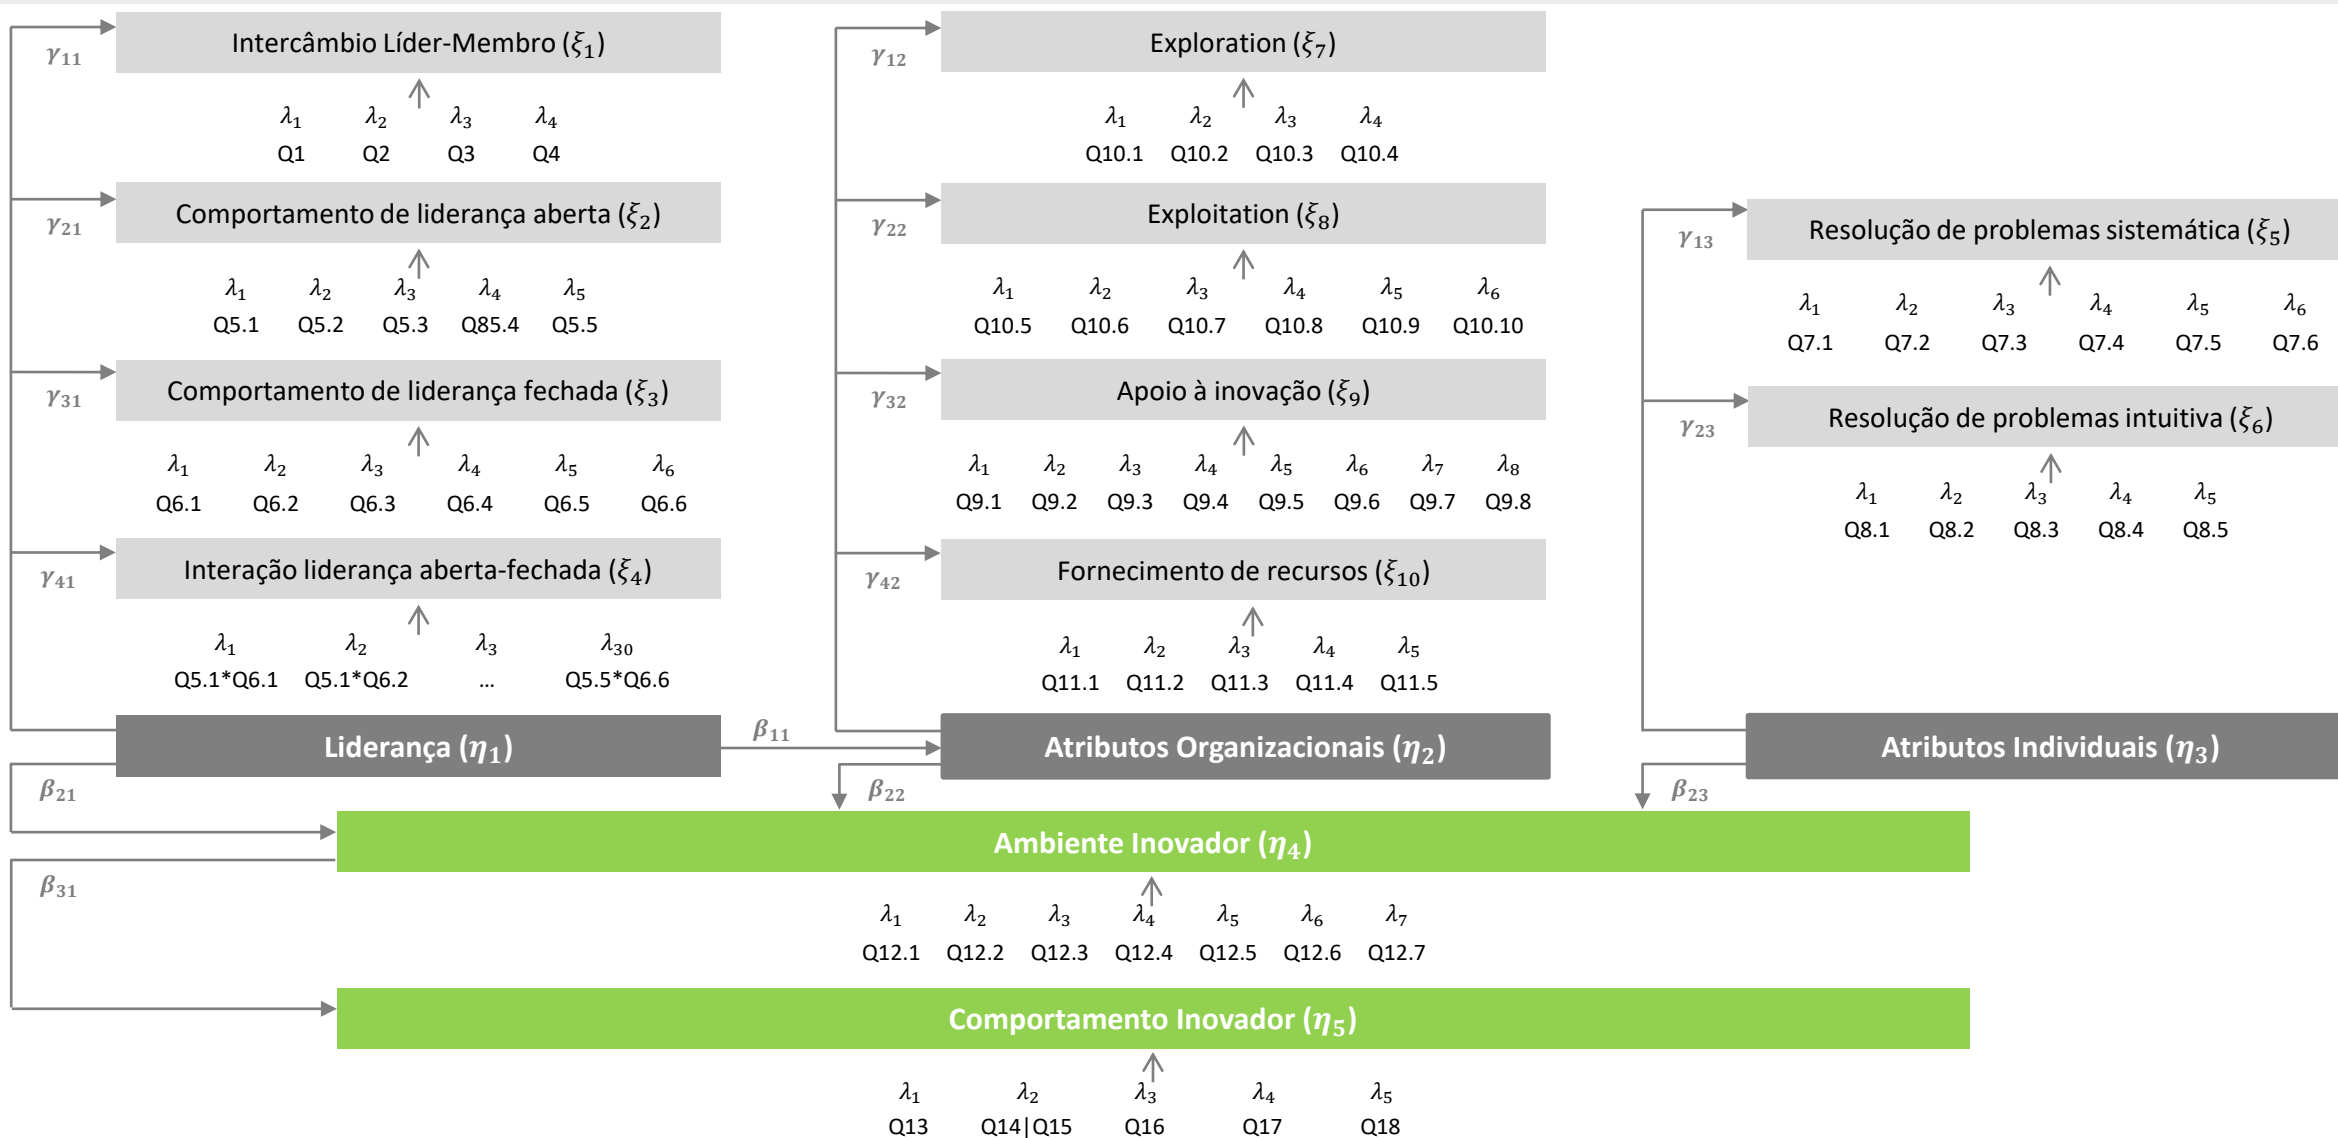 Intercâmbio Líder-Membro (ξ₁)
γ₁₁
λ₁ λ₂ λ₃ λ₄
Q1 Q2 Q3 Q4
Comportamento de liderança aberta (ξ₂)
γ₂₁
λ₁ λ₂ λ₃ λ₄ λ₅
Q5.1 Q5.2 Q5.3 Q85.4 Q5.5
Comportamento de liderança fechada (ξ₃)
γ₃₁
λ₁ λ₂ λ₃ λ₄ λ₅ λ₆
Q6.1 Q6.2 Q6.3 Q6.4 Q6.5 Q6.6
Interação liderança aberta-fechada (ξ₄)
γ₄₁
λ₁ λ₂ λ₃ λ₃₀
Q5.1*Q6.1 Q5.1*Q6.2 ... Q5.5*Q6.6
Liderança (η₁)
β₁₁
Exploration (ξ₇)
γ₁₂
λ₁ λ₂ λ₃ λ₄
Q10.1 Q10.2 Q10.3 Q10.4
Exploitation (ξ₈)
γ₂₂
λ₁ λ₂ λ₃ λ₄ λ₅ λ₆
Q10.5 Q10.6 Q10.7 Q10.8 Q10.9 Q10.10
Apoio à inovação (ξ₉)
γ₃₂
λ₁ λ₂ λ₃ λ₄ λ₅ λ₆ λ₇ λ₈
Q9.1 Q9.2 Q9.3 Q9.4 Q9.5 Q9.6 Q9.7 Q9.8
Fornecimento de recursos (ξ₁₀)
γ₄₂
λ₁ λ₂ λ₃ λ₄ λ₅
Q11.1 Q11.2 Q11.3 Q11.4 Q11.5
Atributos Organizacionais (η₂)
Resolução de problemas sistemática (ξ₅)
γ₁₃
λ₁ λ₂ λ₃ λ₄ λ₅ λ₆
Q7.1 Q7.2 Q7.3 Q7.4 Q7.5 Q7.6
Resolução de problemas intuitiva (ξ₆)
γ₂₃
λ₁ λ₂ λ₃ λ₄ λ₅
Q8.1 Q8.2 Q8.3 Q8.4 Q8.5
Atributos Individuais (η₃)
β₂₁ β₂₂ β₂₃
Ambiente Inovador (η₄)
β₃₁
λ₁ λ₂ λ₃ λ₄ λ₅ λ₆ λ₇
Q12.1 Q12.2 Q12.3 Q12.4 Q12.5 Q12.6 Q12.7
Comportamento Inovador (η₅)
λ₁ λ₂ λ₃ λ₄ λ₅
Q13 Q14|Q15 Q16 Q17 Q18